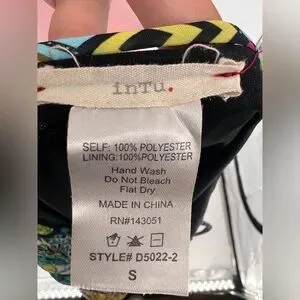 inTu.
SELF: 100% POLYESTER
LINING:100%POLYESTER
Hand Wash
Do Not Bleach
Flat Dry
MADE IN CHINA
RN#143051
STYLE# D5022-2
S